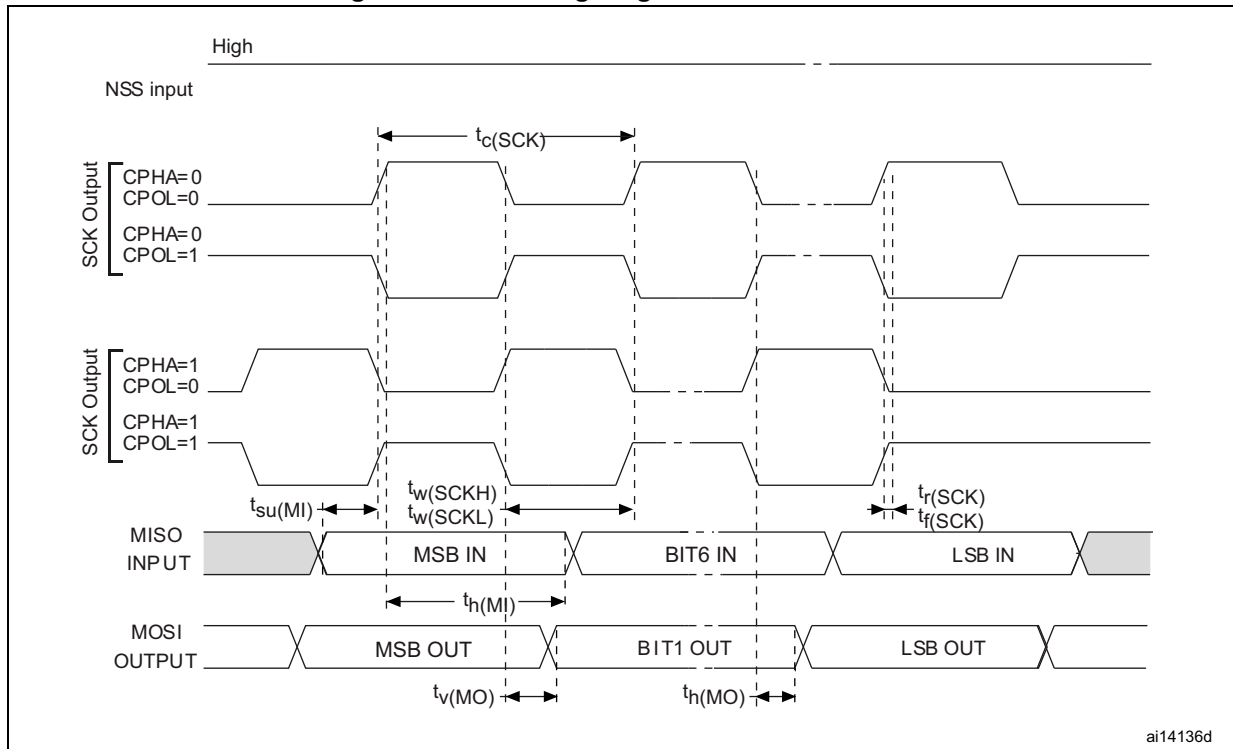 High
NSS input
tc(SCK)
SCK Output
CPHA=0
CPOL=0
CPHA=0
CPOL=1
SCK Output
CPHA=1
CPOL=0
CPHA=1
CPOL=1
tsu(MI)
tw(SCKH)
tw(SCKL)
tr(SCK)
tf(SCK)
MISO
INPUT
MSB IN
BIT6 IN
LSB IN
th(MI)
MOSI
OUTPUT
MSB OUT
BIT1 OUT
LSB OUT
tv(MO)
th(MO)
ai14136d